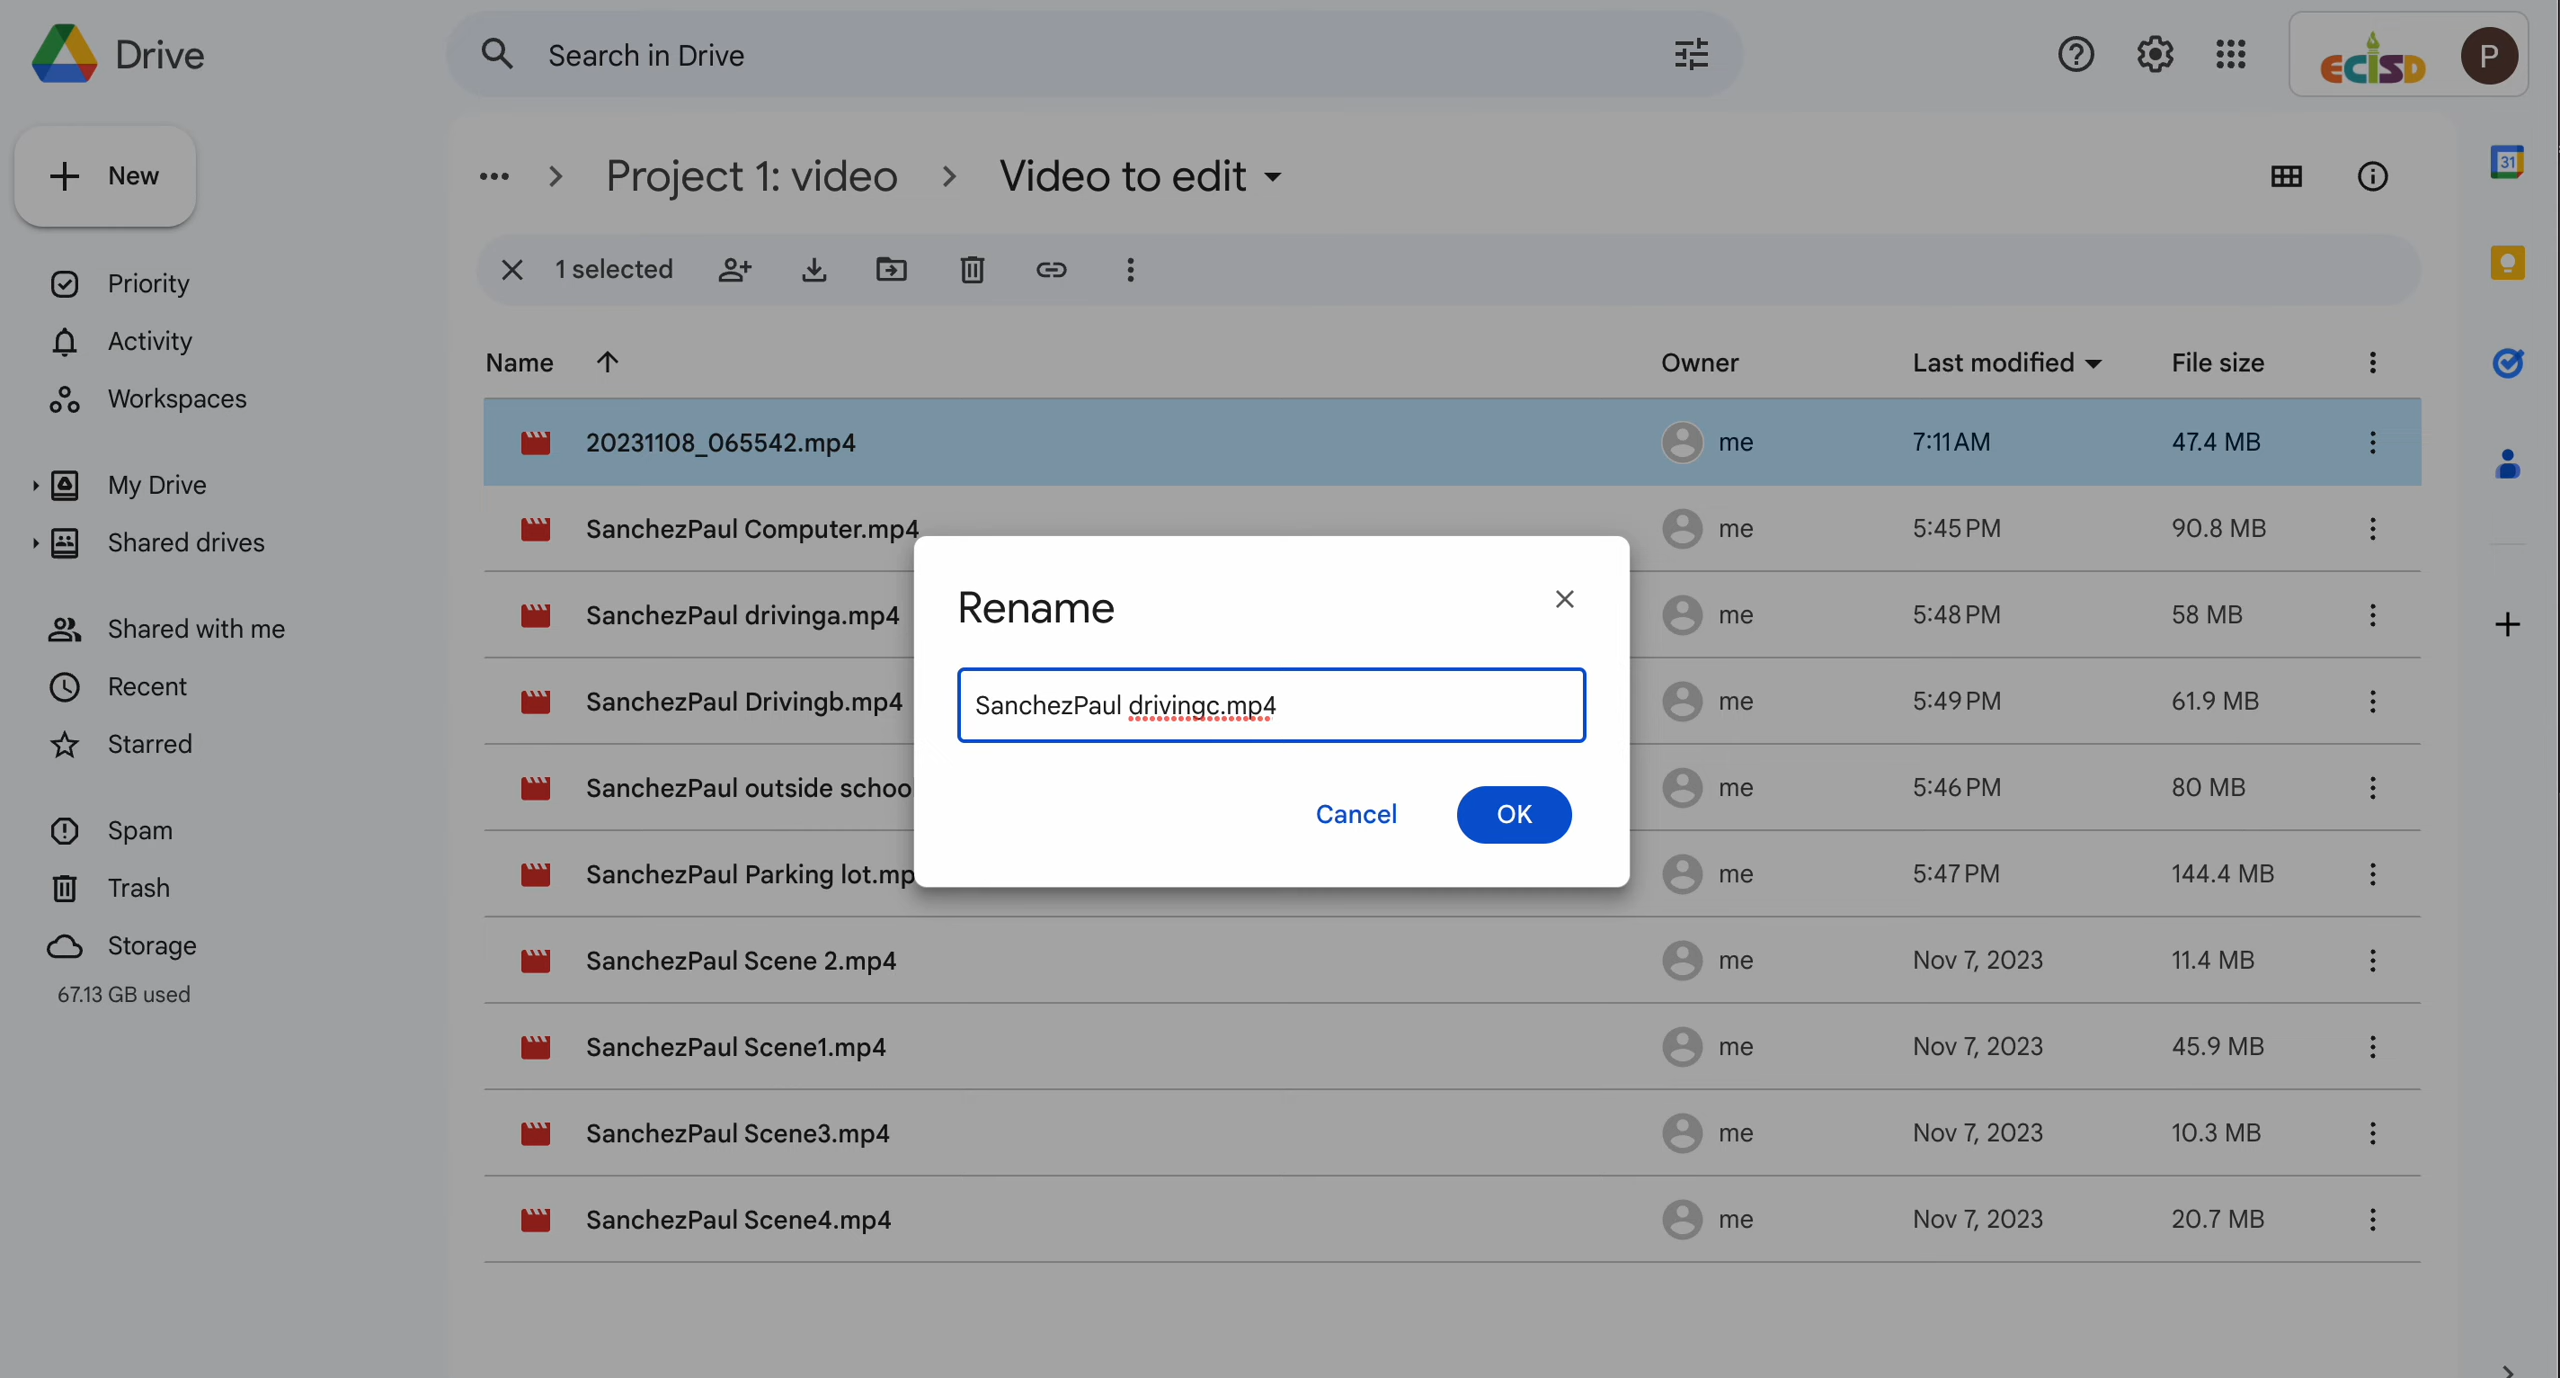 Drive
Search in Drive
ECISD
P
New
Project 1: video
Video to edit
31
1 selected
Priority
Activity
Workspaces
My Drive
Shared drives
Shared with me
Recent
Starred
Spam
Trash
Storage
67.13 GB used
Name Owner Last modified File size
20231108_065542.mp4 me 7:11 AM 47.4 MB
SanchezPaul Computer.mp4 me 5:45 PM 90.8 MB
SanchezPaul drivinga.mp4 me 5:48 PM 58 MB
SanchezPaul Drivingb.mp4 me 5:49 PM 61.9 MB
SanchezPaul outside schoo me 5:46 PM 80 MB
SanchezPaul Parking lot.mp me 5:47 PM 144.4 MB
SanchezPaul Scene 2.mp4 me Nov 7, 2023 11.4 MB
SanchezPaul Scene1.mp4 me Nov 7, 2023 45.9 MB
SanchezPaul Scene3.mp4 me Nov 7, 2023 10.3 MB
SanchezPaul Scene4.mp4 me Nov 7, 2023 20.7 MB
Rename
SanchezPaul drivingc.mp4
Cancel OK